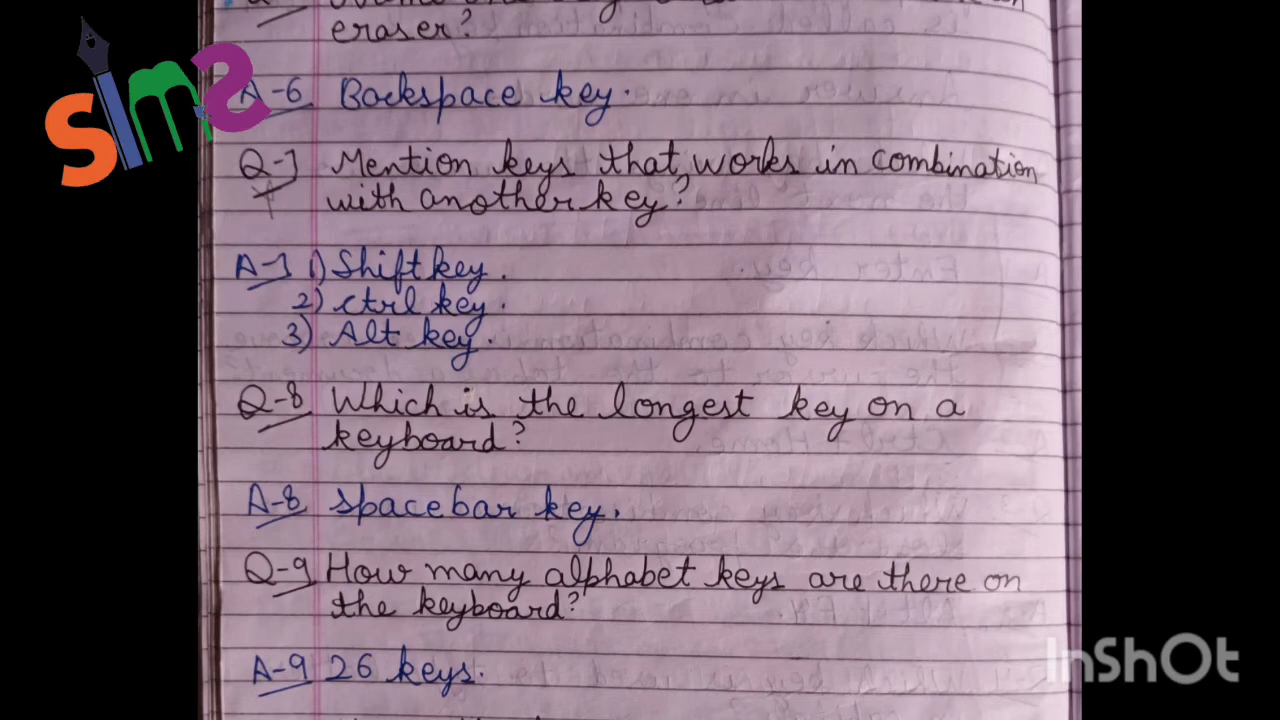 eraser?
A-6 Backspace key.
Q-7 Mention keys that works in combination
with another key?
A-7 1) Shift key.
2) Ctrl key.
3) Alt key.
Q-8 Which is the longest key on a
keyboard?
A-8 spacebar key.
Q-9 How many alphabet keys are there on
the keyboard?
A-9 26 keys.
sims
InShOt